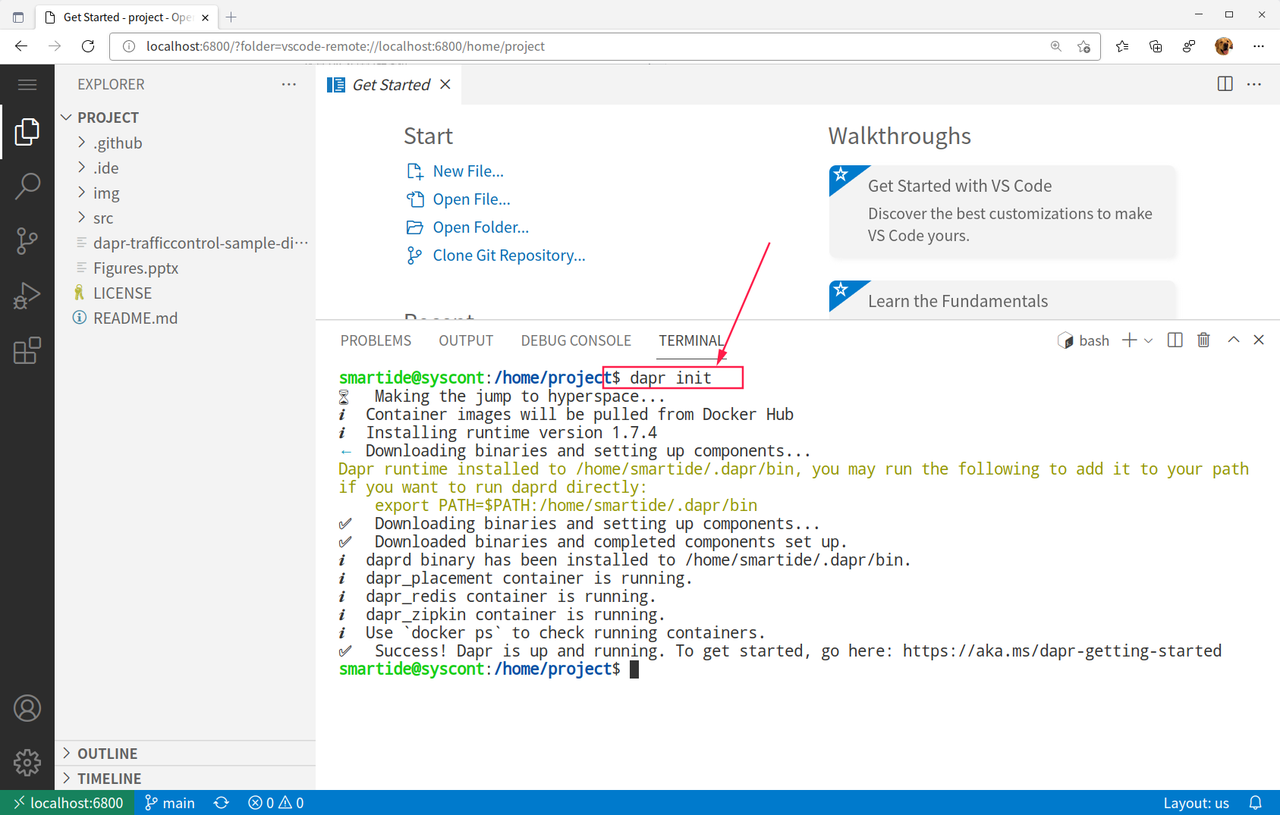 Get Started - project - Ope
localhost:6800/?folder=vscode-remote://localhost:6800/home/project
EXPLORER
PROJECT
.github
.ide
img
src
dapr-trafficcontrol-sample-di...
Figures.pptx
LICENSE
README.md
OUTLINE
TIMELINE
Get Started
Start
New File...
Open File...
Open Folder...
Clone Git Repository...
Walkthroughs
Get Started with VS Code
Discover the best customizations to make
VS Code yours.
Learn the Fundamentals
PROBLEMS OUTPUT DEBUG CONSOLE TERMINAL
bash
smartide@syscont:/home/project$ dapr init
Making the jump to hyperspace...
i Container images will be pulled from Docker Hub
i Installing runtime version 1.7.4
← Downloading binaries and setting up components...
Dapr runtime installed to /home/smartide/.dapr/bin, you may run the following to add it to your path
if you want to run daprd directly:
export PATH=$PATH:/home/smartide/.dapr/bin
✅ Downloading binaries and setting up components...
✅ Downloaded binaries and completed components set up.
i daprd binary has been installed to /home/smartide/.dapr/bin.
i dapr_placement container is running.
i dapr_redis container is running.
i dapr_zipkin container is running.
i Use `docker ps` to check running containers.
✅ Success! Dapr is up and running. To get started, go here: https://aka.ms/dapr-getting-started
smartide@syscont:/home/project$
localhost:6800 main 0 0 Layout: us